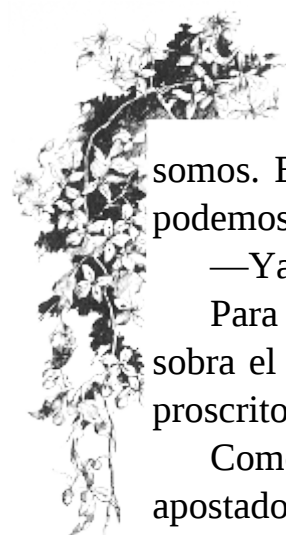 somos.
podemos
—Ya
Para
sobra el
proscrito
Com
apostado